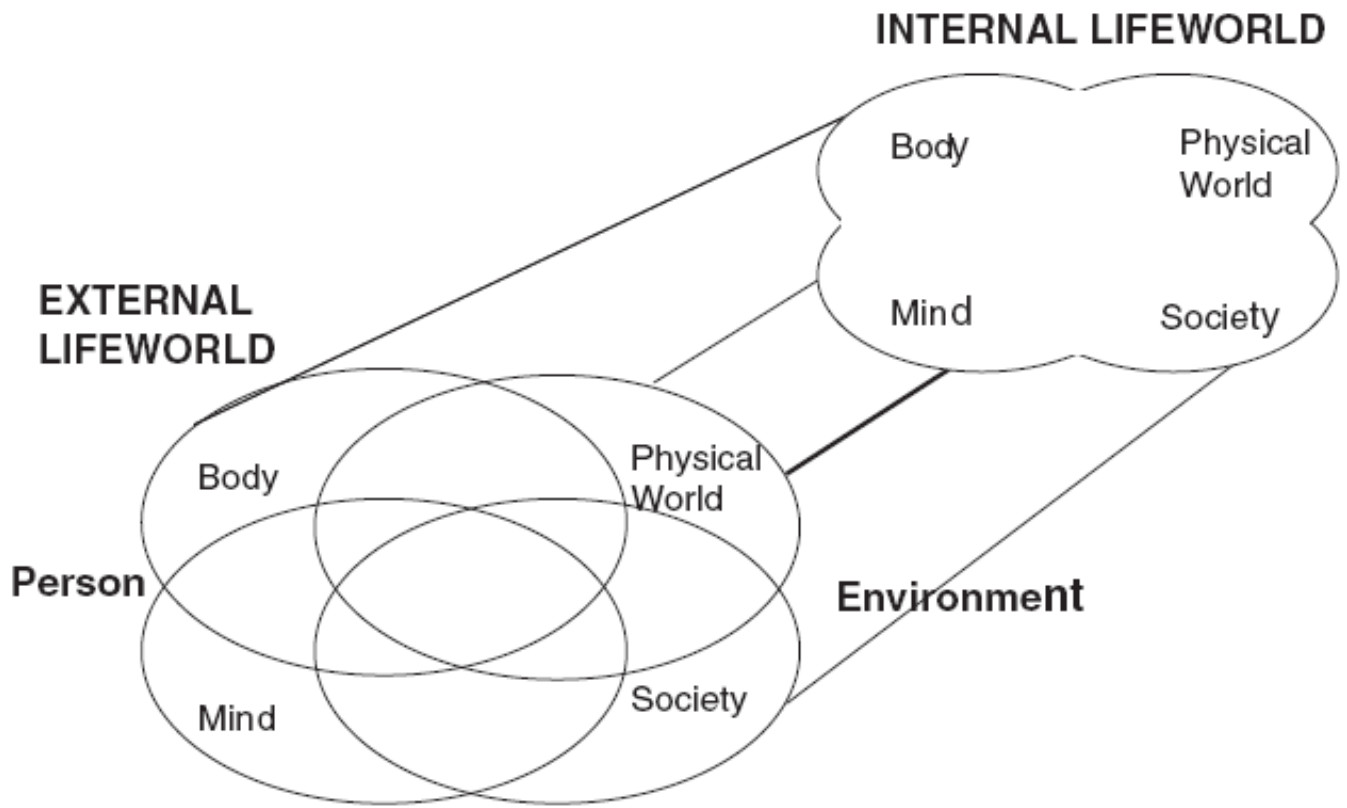 INTERNAL LIFEWORLD
Body
Physical
World
Mind
Society
EXTERNAL
LIFEWORLD
Body
Physical
World
Person
Environment
Mind
Society